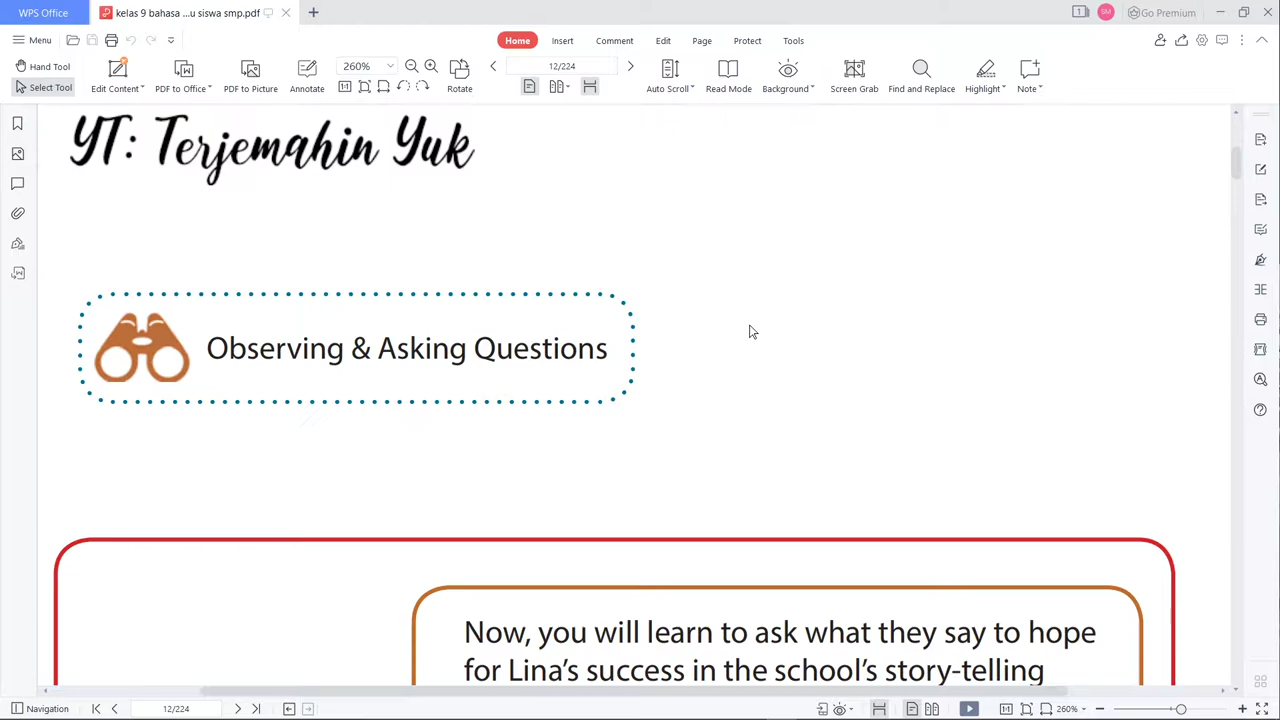 WPS Office
kelas 9 bahasa ...u siswa smp.pdf
1
SM
Go Premium
Menu
Home
Insert
Comment
Edit
Page
Protect
Tools
Hand Tool
Select Tool
Edit Content
PDF to Office
PDF to Picture
Annotate
260%
Rotate
12/224
Auto Scroll
Read Mode
Background
Screen Grab
Find and Replace
Highlight
Note
YT: Terjemahin Yuk
Observing & Asking Questions
Now, you will learn to ask what they say to hope
for Lina's success in the school's story-telling
Navigation
12/224
260%